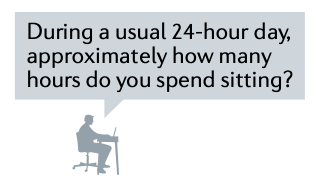 During a usual 24-hour day,
approximately how many
hours do you spend sitting?